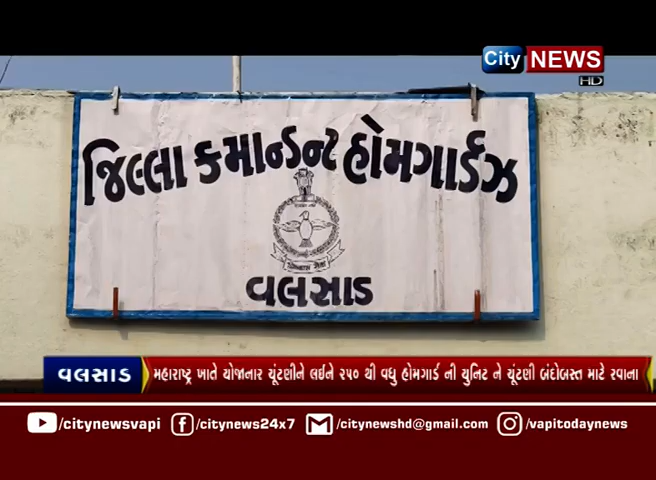 City NEWS
HD
જિલ્લા કમાન્ડન્ટ હોમગાર્ડઝ
વલસાડ
વલસાડ
મહારાષ્ટ્ર ખાતે યોજાનાર ચૂંટણીને લઈને ૨૫૦ થી વધુ હોમગાર્ડ ની યુનિટ ને ચૂંટણી બંદોબસ્ત માટે રવાના
/citynewsvapi /citynews24x7 /citynewshd@gmail.com /vapitodaynews